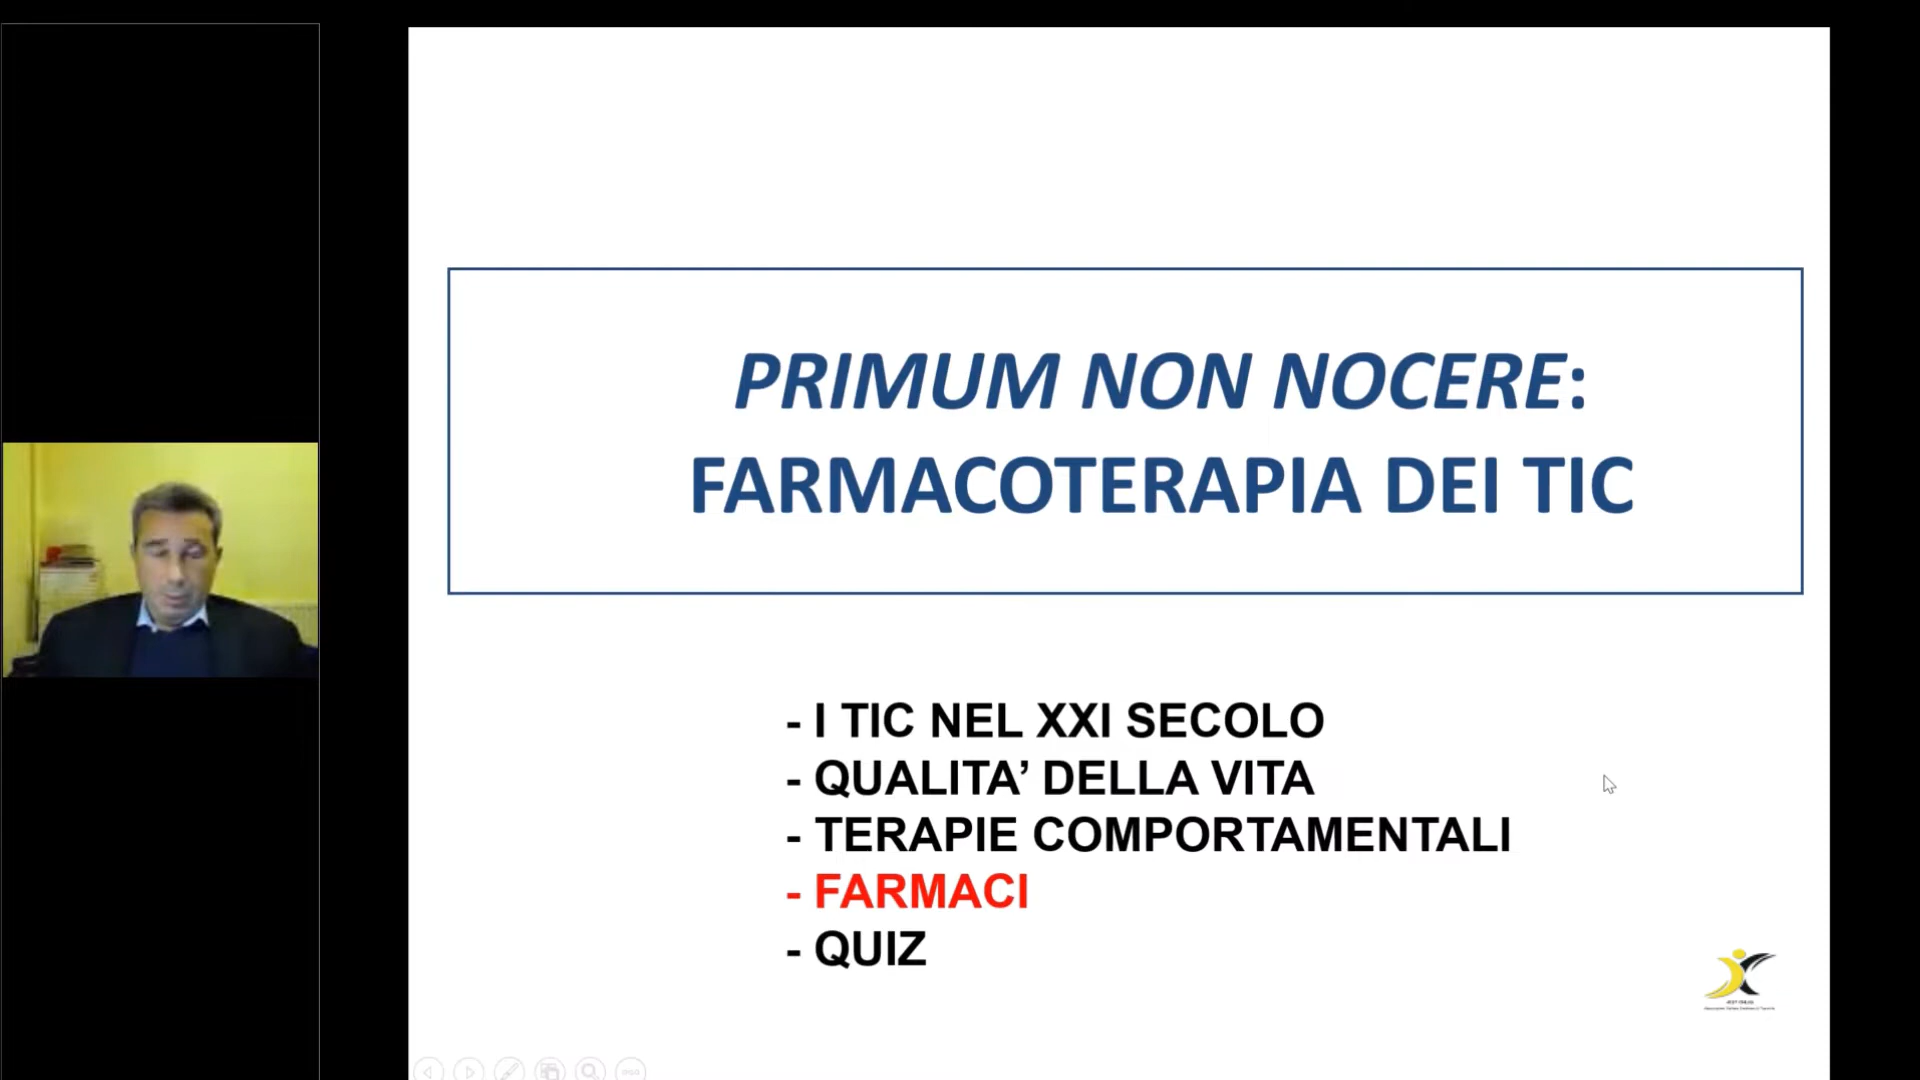 PRIMUM NON NOCERE:
FARMACOTERAPIA DEI TIC
- I TIC NEL XXI SECOLO
- QUALITA’ DELLA VITA
- TERAPIE COMPORTAMENTALI
- FARMACI
- QUIZ